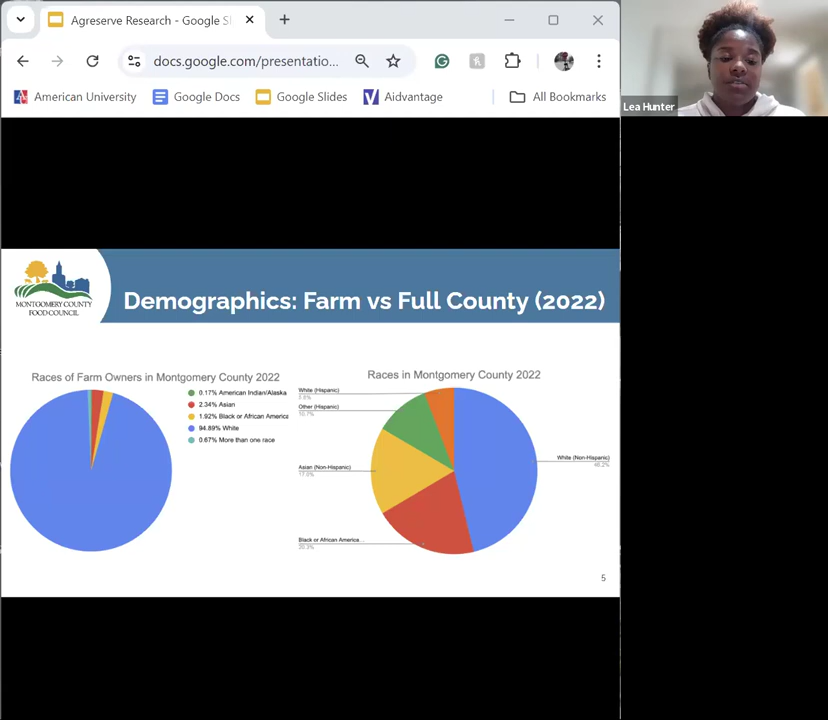 Agreserve Research - Google S
docs.google.com/presentatio...
American University
Google Docs
Google Slides
Aidvantage
All Bookmarks
Lea Hunter
MONTGOMERY COUNTY
FOOD COUNCIL
Demographics: Farm vs Full County (2022)
Races of Farm Owners in Montgomery County 2022
0.17% American Indian/Alaska
2.34% Asian
1.92% Black or African America
94.89% White
0.67% More than one race
Races in Montgomery County 2022
White (Hispanic)
Other (Hispanic)
10.7%
Asian (Non-Hispanic)
Black or African America...
White (Non-Hispanic)
5